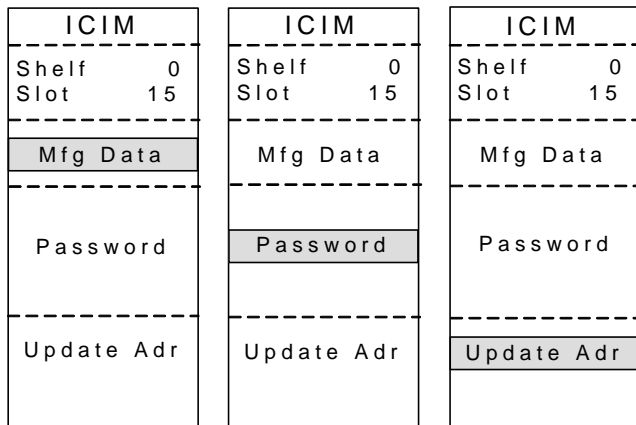 ICIM
Shelf 0
Slot 15
Mfg Data
Password
Update Adr
ICIM
Shelf 0
Slot 15
Mfg Data
Password
Update Adr
ICIM
Shelf 0
Slot 15
Mfg Data
Password
Update Adr